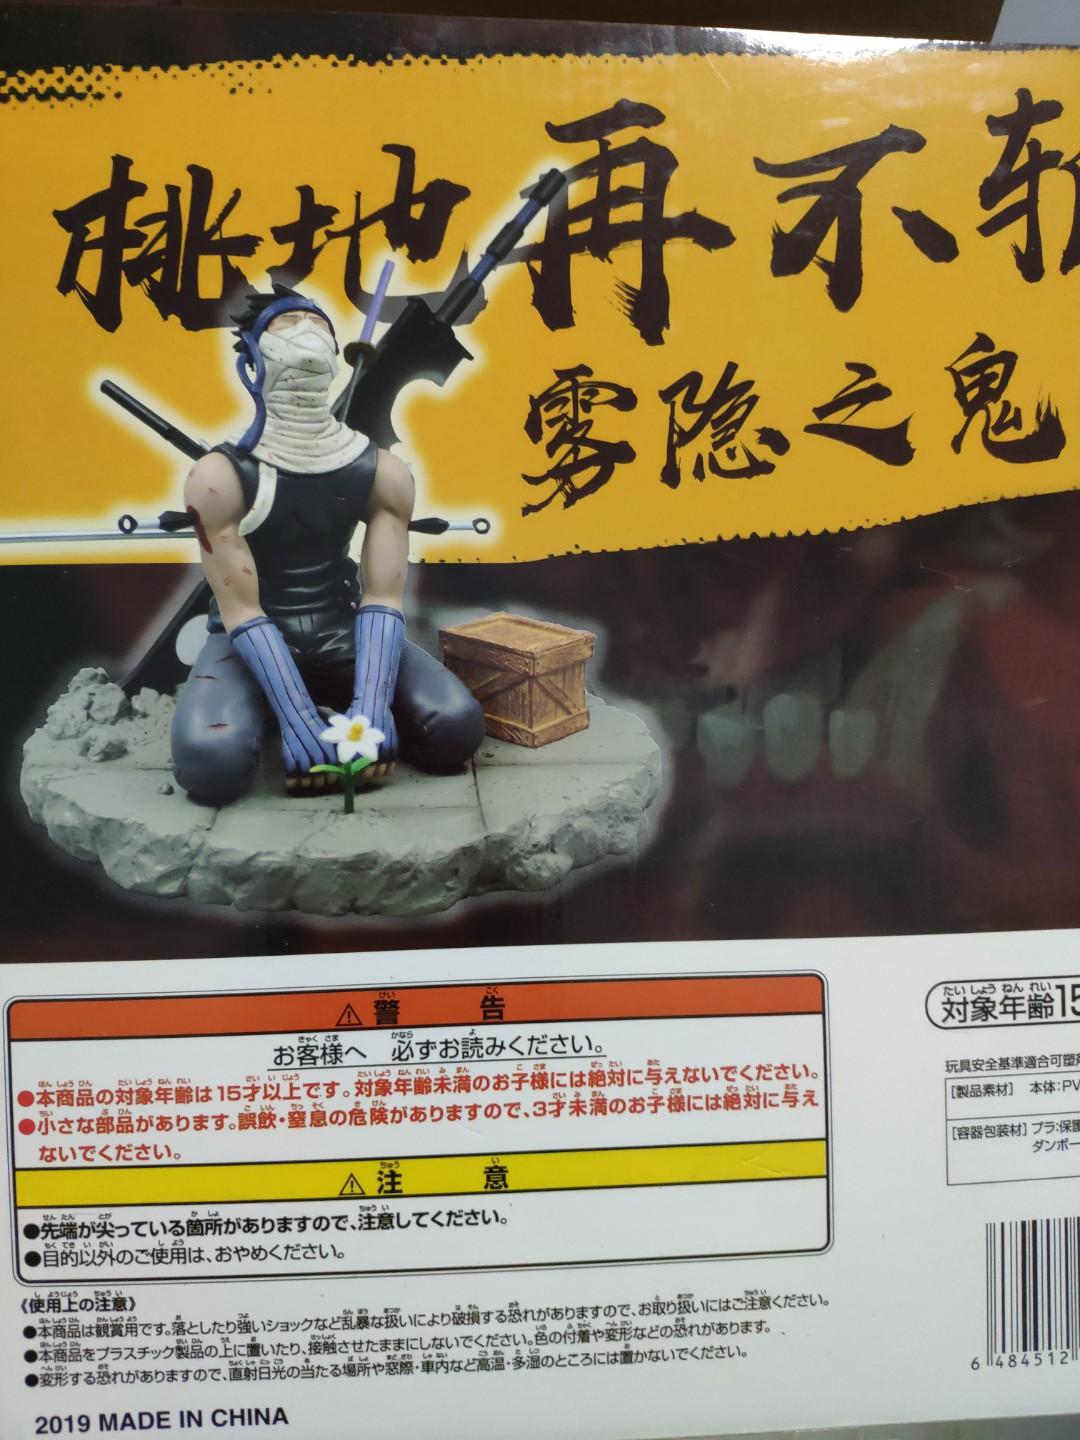 桃地再不斩
雾隐之鬼
⚠警告
お客様へ 必ずお読みください。
●本商品の対象年齢は15才以上です。対象年齢未満のお子様には絶対に与えないでください。
●小さな部品があります。誤飲・窒息の危険がありますので、3才未満のお子様には絶対に与え
ないでください。
⚠注意
●先端が尖っている箇所がありますので、注意してください。
●目的以外のご使用は、おやめください。
《使用上の注意》
●本商品は観賞用です。落としたり強いショックなど乱暴な扱いにより破損する恐れがありますので、お取り扱いにはご注意ください。
●本商品をプラスチック製品の上に置いたり、接触させたままにしないでください。色の付着や変形などの恐れがあります。
●変形する恐れがありますので、直射日光の当たる場所や窓際・車内など高温・多湿のところには置かないでください。
2019 MADE IN CHINA
対象年齢15
玩具安全基準適合可塑剤
[製品素材] 本体:PV
[容器包装材] プラ:保護
ダンボー
6 484512